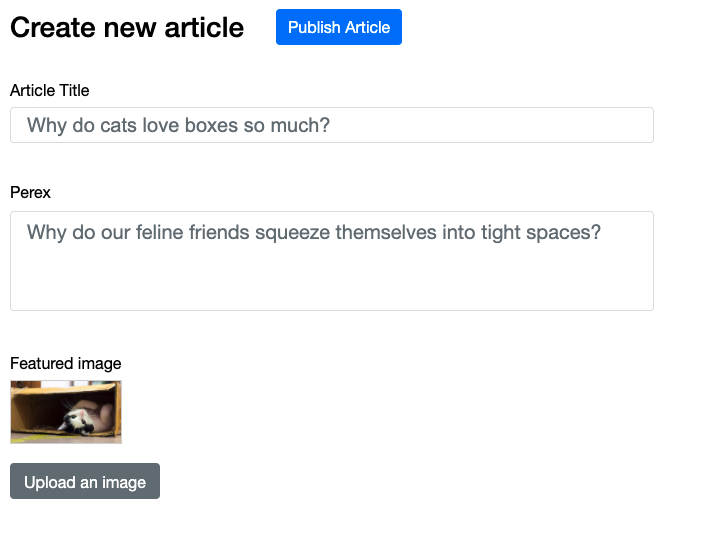 Create new article
Publish Article
Article Title
Why do cats love boxes so much?
Perex
Why do our feline friends squeeze themselves into tight spaces?
Featured image
Upload an image